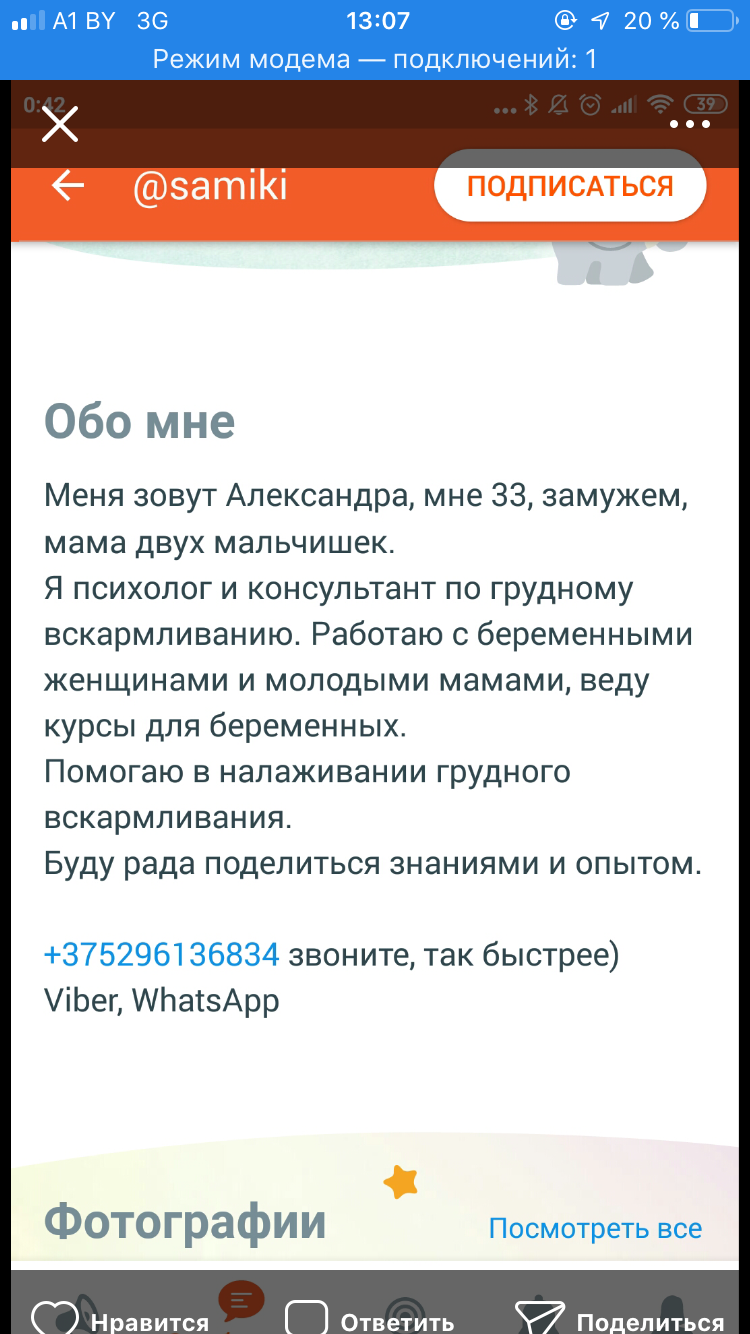 A1 BY 3G 13:07 20 %
Режим модема — подключений: 1
0:42 39
@samiki ПОДПИСАТЬСЯ
Обо мне
Меня зовут Александра, мне 33, замужем,
мама двух мальчишек.
Я психолог и консультант по грудному
вскармливанию. Работаю с беременными
женщинами и молодыми мамами, веду
курсы для беременных.
Помогаю в налаживании грудного
вскармливания.
Буду рада поделиться знаниями и опытом.
+375296136834 звоните, так быстрее)
Viber, WhatsApp
Фотографии Посмотреть все
Нравится Ответить Поделиться